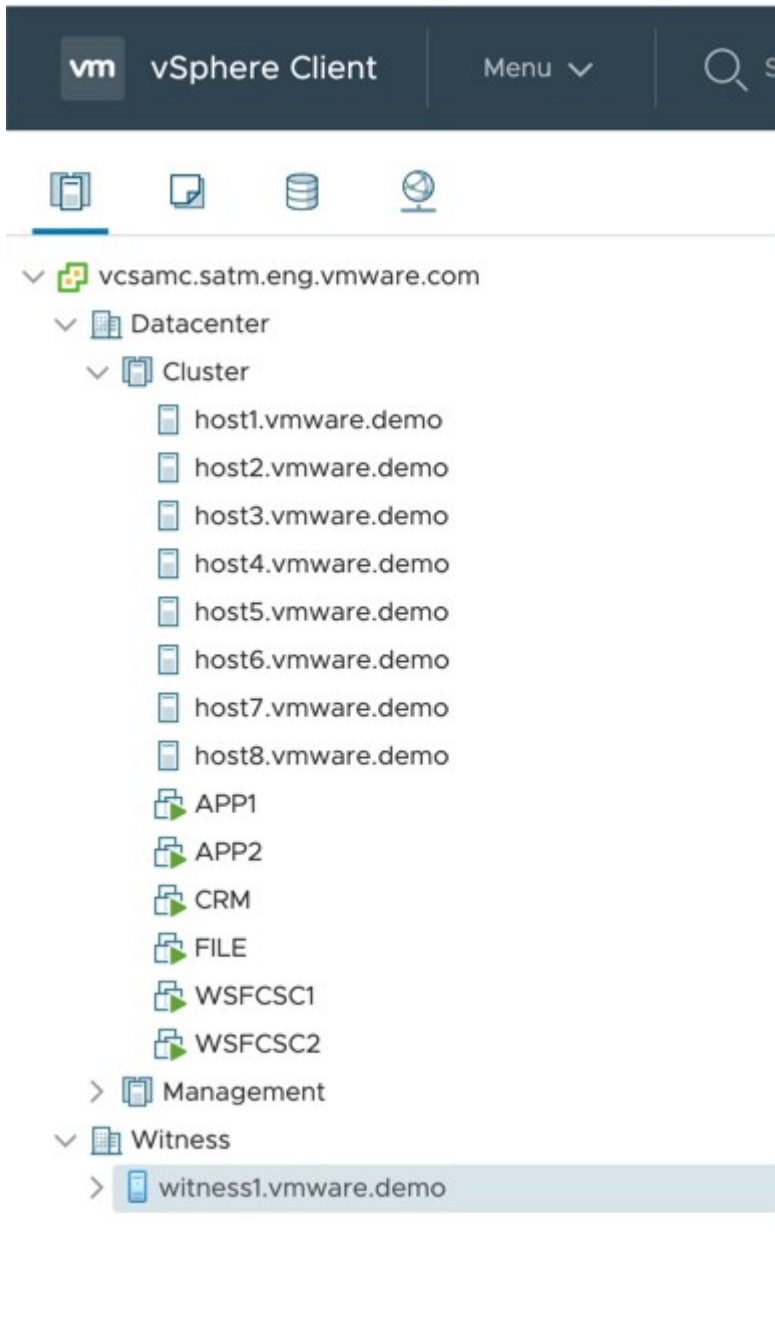 vm vSphere Client Menu S
vcsamc.satm.eng.vmware.com
Datacenter
Cluster
host1.vmware.demo
host2.vmware.demo
host3.vmware.demo
host4.vmware.demo
host5.vmware.demo
host6.vmware.demo
host7.vmware.demo
host8.vmware.demo
APP1
APP2
CRM
FILE
WSFCSC1
WSFCSC2
Management
Witness
witness1.vmware.demo